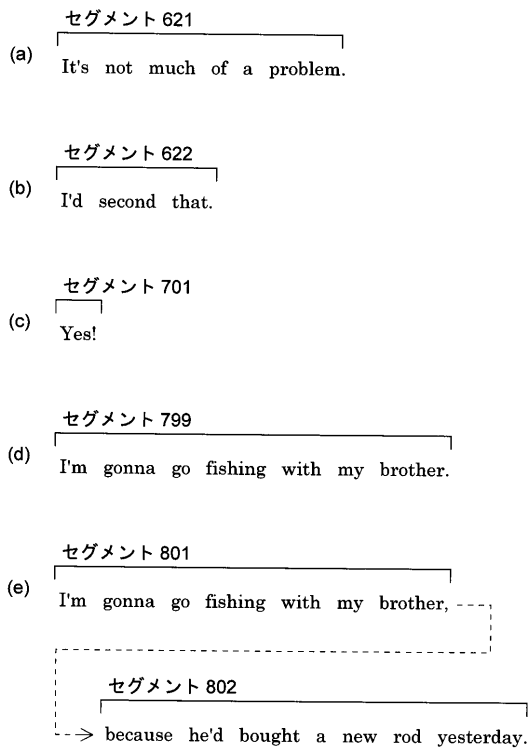 セグメント 621
(a) It's not much of a problem.
セグメント 622
(b) I'd second that.
セグメント 701
(c) Yes!
セグメント 799
(d) I'm gonna go fishing with my brother.
セグメント 801
(e) I'm gonna go fishing with my brother,
セグメント 802
because he'd bought a new rod yesterday.